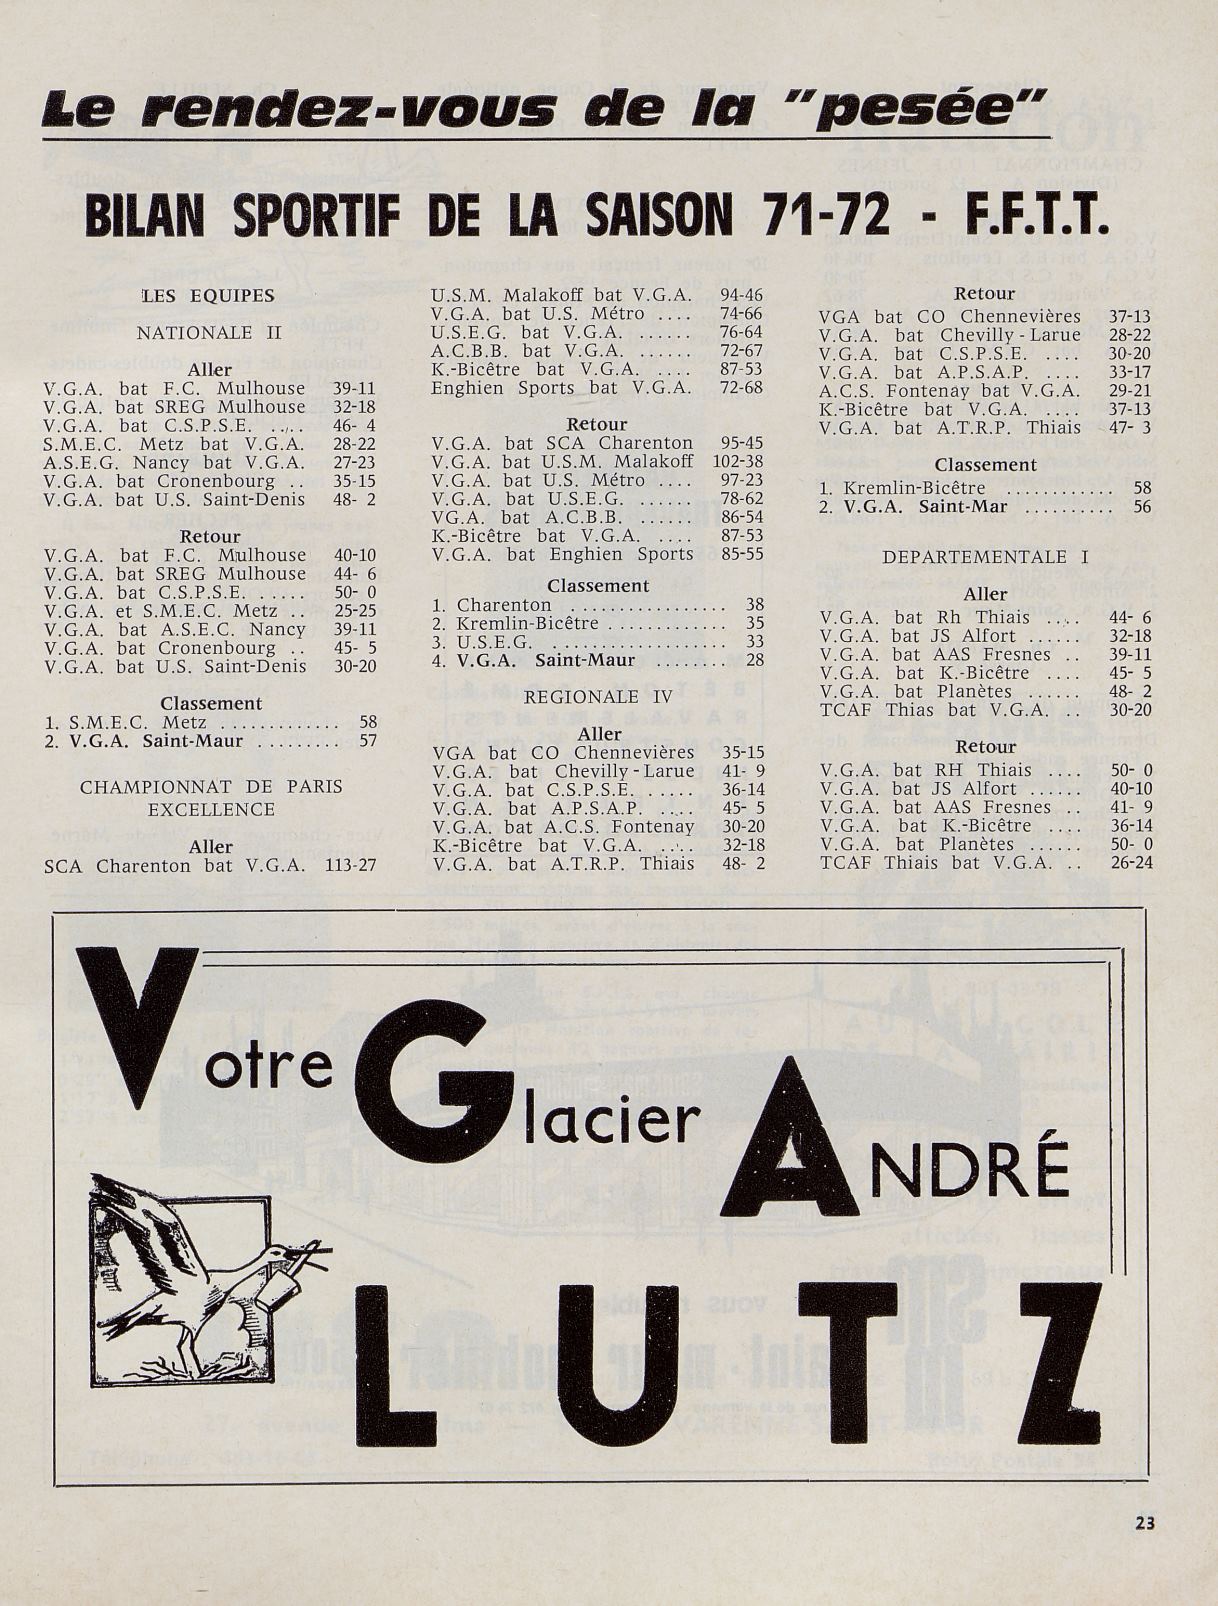 Le rendez-vous de la "pesée"
BILAN SPORTIF DE LA SAISON 71-72 - F.F.T.T.
LES EQUIPES
NATIONALE II
Aller
V.G.A. bat F.C. Mulhouse 39-11
V.G.A. bat SREG Mulhouse 32-18
V.G.A. bat C.S.P.S.E. .... 46- 4
S.M.E.C. Metz bat V.G.A. 28-22
A.S.E.G. Nancy bat V.G.A. 27-23
V.G.A. bat Cronenbourg .. 35-15
V.G.A. bat U.S. Saint-Denis 48- 2
Retour
V.G.A. bat F.C. Mulhouse 40-10
V.G.A. bat SREG Mulhouse 44- 6
V.G.A. bat C.S.P.S.E. ..... 50- 0
V.G.A. et S.M.E.C. Metz .. 25-25
V.G.A. bat A.S.E.C. Nancy 39-11
V.G.A. bat Cronenbourg .. 45- 5
V.G.A. bat U.S. Saint-Denis 30-20
Classement
1. S.M.E.C. Metz ............ 58
2. V.G.A. Saint-Maur ......... 57
CHAMPIONNAT DE PARIS
EXCELLENCE
Aller
SCA Charenton bat V.G.A. 113-27
U.S.M. Malakoff bat V.G.A. 94-46
V.G.A. bat U.S. Métro .... 74-66
U.S.E.G. bat V.G.A. ...... 76-64
A.C.B.B. bat V.G.A. ...... 72-67
K.-Bicêtre bat V.G.A. .... 87-53
Enghien Sports bat V.G.A. 72-68
Retour
V.G.A. bat SCA Charenton 95-45
V.G.A. bat U.S.M. Malakoff 102-38
V.G.A. bat U.S. Métro .... 97-23
V.G.A. bat U.S.E.G. ...... 78-62
VG.A. bat A.C.B.B. ...... 86-54
K.-Bicêtre bat V.G.A. .... 87-53
V.G.A. bat Enghien Sports 85-55
Classement
1. Charenton ................ 38
2. Kremlin-Bicêtre ............ 35
3. U.S.E.G. .................. 33
4. V.G.A. Saint-Maur ........ 28
REGIONALE IV
Aller
VGA bat CO Chennevières 35-15
V.G.A. bat Chevilly-Larue 41- 9
V.G.A. bat C.S.P.S.E. ..... 36-14
V.G.A. bat A.P.S.A.P. .... 45- 5
V.G.A. bat A.C.S. Fontenay 30-20
K.-Bicêtre bat V.G.A. .... 32-18
V.G.A. bat A.T.R.P. Thiais 48- 2
Retour
VGA bat CO Chennevières 37-13
V.G.A. bat Chevilly-Larue 28-22
V.G.A. bat C.S.P.S.E. .... 30-20
V.G.A. bat A.P.S.A.P. .... 33-17
A.C.S. Fontenay bat V.G.A. 29-21
K.-Bicêtre bat V.G.A. .... 37-13
V.G.A. bat A.T.R.P. Thiais 47- 3
Classement
1. Kremlin-Bicêtre ........... 58
2. V.G.A. Saint-Mar .......... 56
DEPARTEMENTALE I
Aller
V.G.A. bat Rh Thiais .... 44- 6
V.G.A. bat JS Alfort ...... 32-18
V.G.A. bat AAS Fresnes .. 39-11
V.G.A. bat K.-Bicêtre .... 45- 5
V.G.A. bat Planètes ...... 48- 2
TCAF Thias bat V.G.A. .. 30-20
Retour
V.G.A. bat RH Thiais .... 50- 0
V.G.A. bat JS Alfort ...... 40-10
V.G.A. bat AAS Fresnes .. 41- 9
V.G.A. bat K.-Bicêtre .... 36-14
V.G.A. bat Planètes ...... 50- 0
TCAF Thiais bat V.G.A. .. 26-24
Votre Glacier ANDRÉ
LUTZ
23